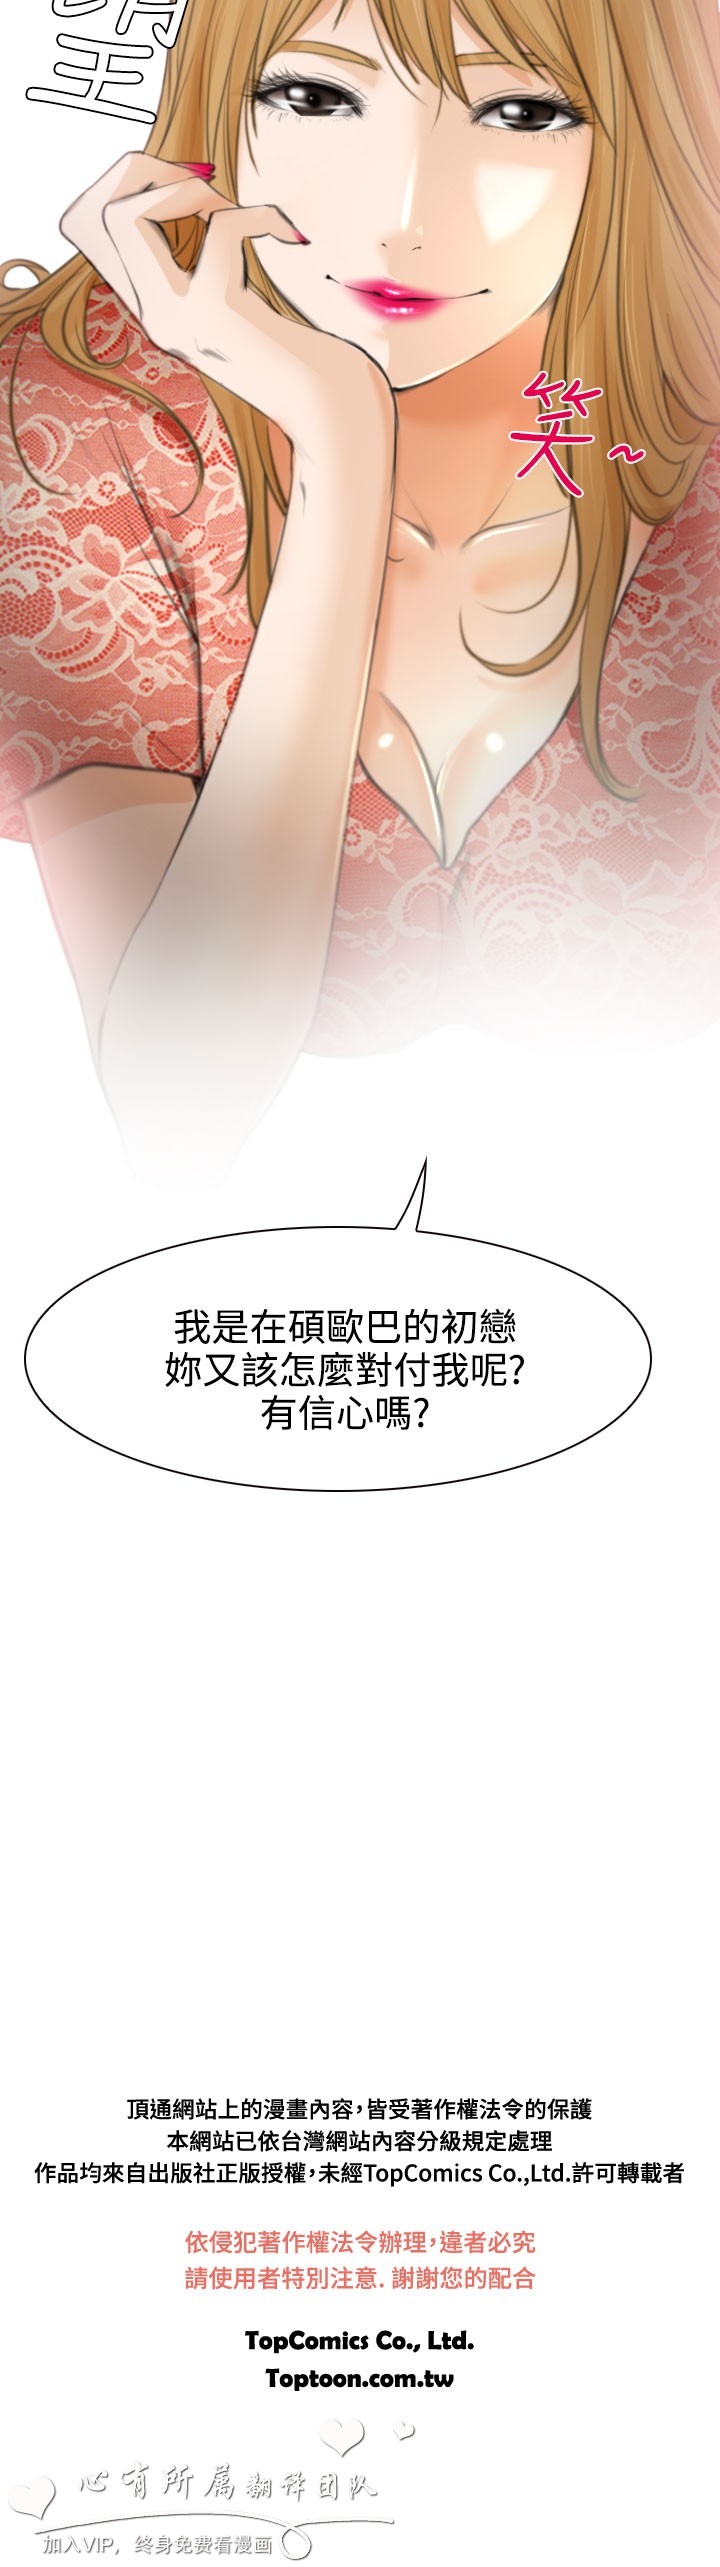 王
笑~
我是在碩歐巴的初戀
妳又該怎麼對付我呢?
有信心嗎?
頂通網站上的漫畫內容，皆受著作權法令的保護
本網站已依台灣網站內容分級規定處理
作品均來自出版社正版授權，未經TopComics Co.,Ltd.許可轉載者
依侵犯著作權法令辦理，違者必究
請使用者特別注意. 謝謝您的配合
TopComics Co., Ltd.
Toptoon.com.tw
心有所属翻译团队
加入VIP，终身免费看漫画